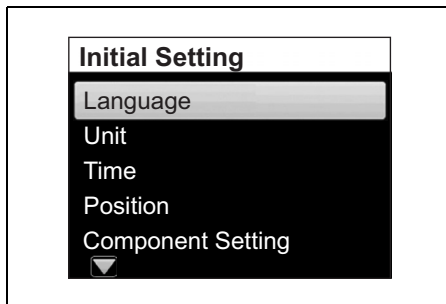 Initial Setting
Language
Unit
Time
Position
Component Setting